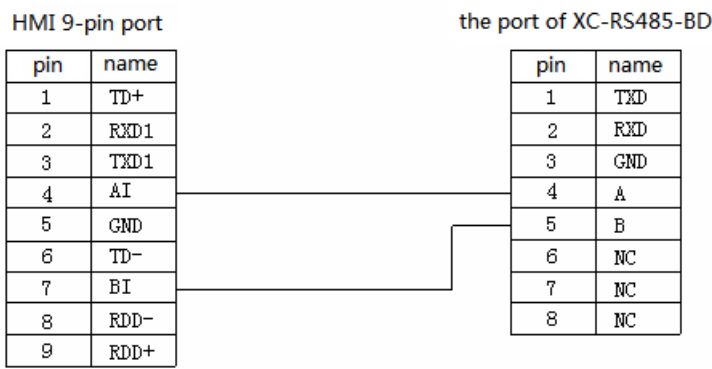 HMI 9-pin port
pin name
1 TD+
2 RXD1
3 TXD1
4 AI
5 GND
6 TD-
7 BI
8 RDD-
9 RDD+
the port of XC-RS485-BD
pin name
1 TXD
2 RXD
3 GND
4 A
5 B
6 NC
7 NC
8 NC